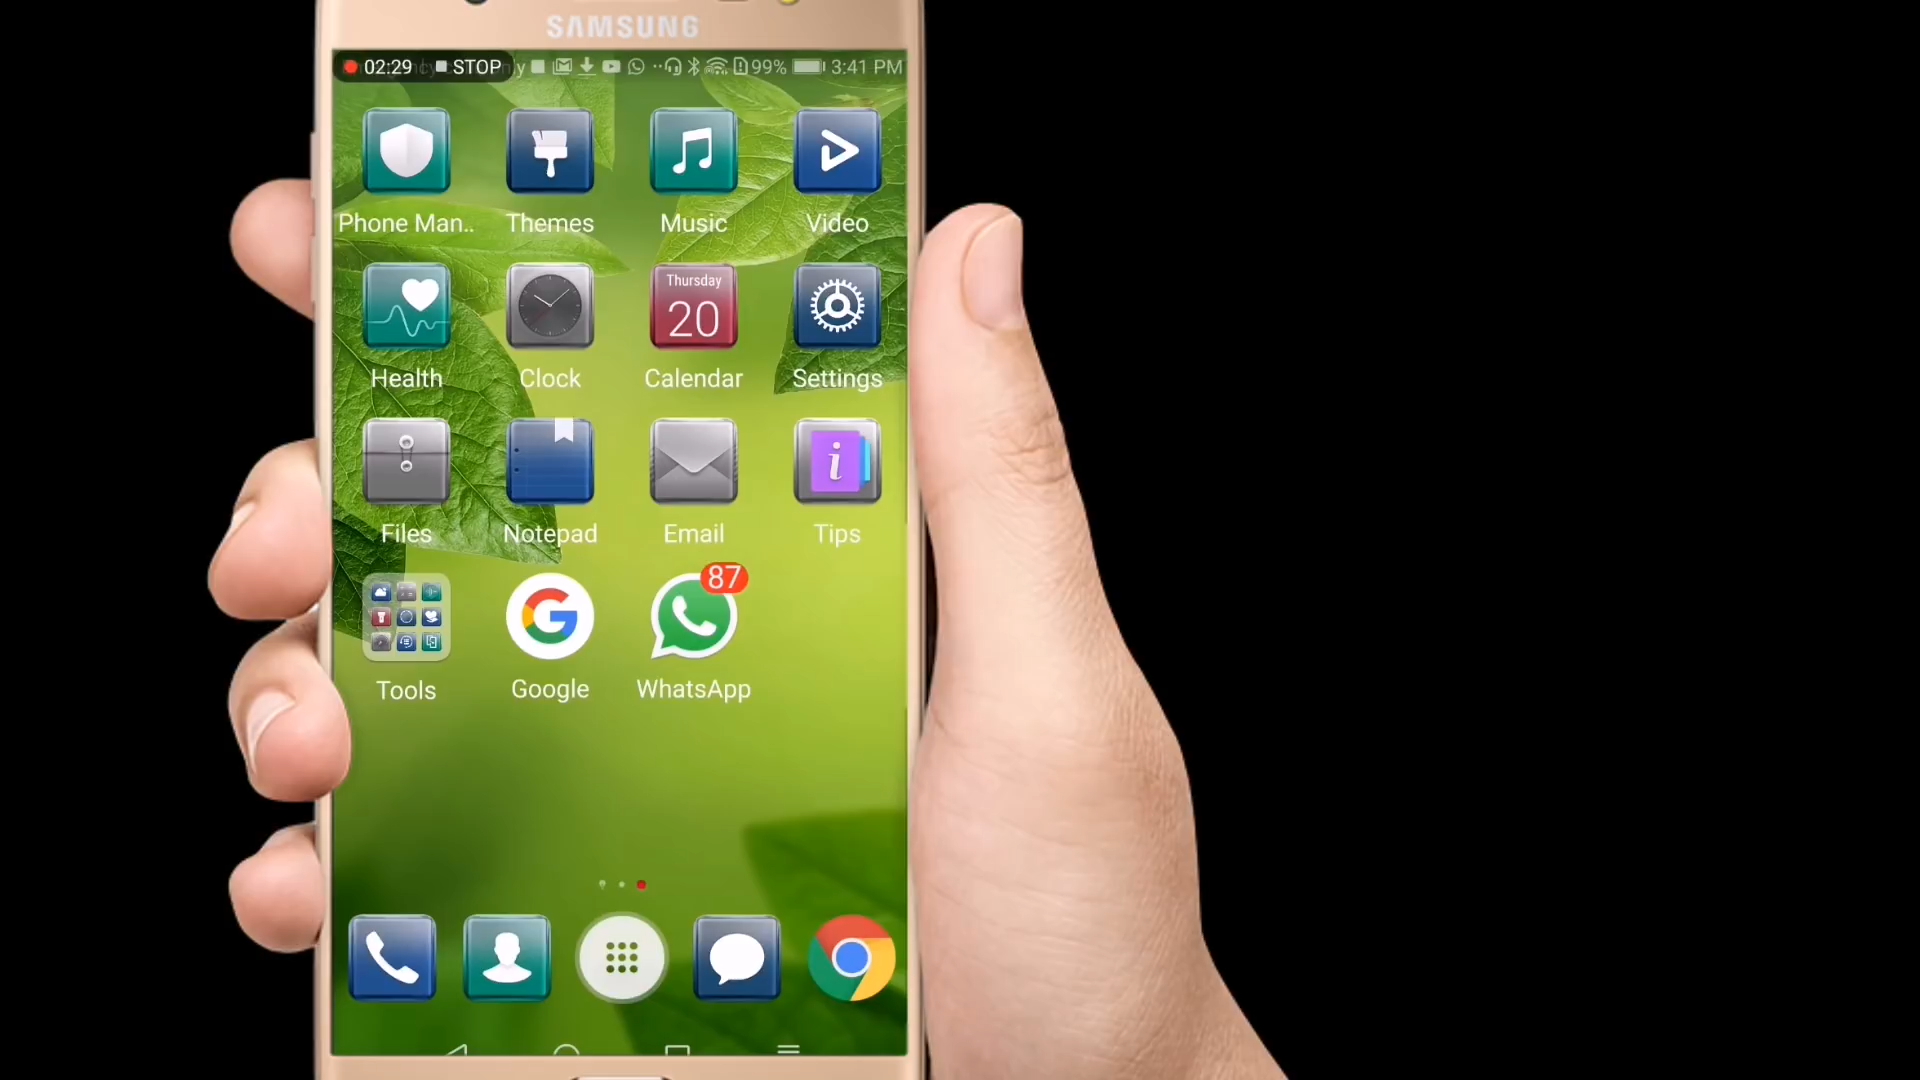 SAMSUNG
02:29 STOP 99% 3:41 PM
Phone Man.. Themes Music Video
Thursday
20
Health Clock Calendar Settings
Files Notepad Email Tips
87
Tools Google WhatsApp